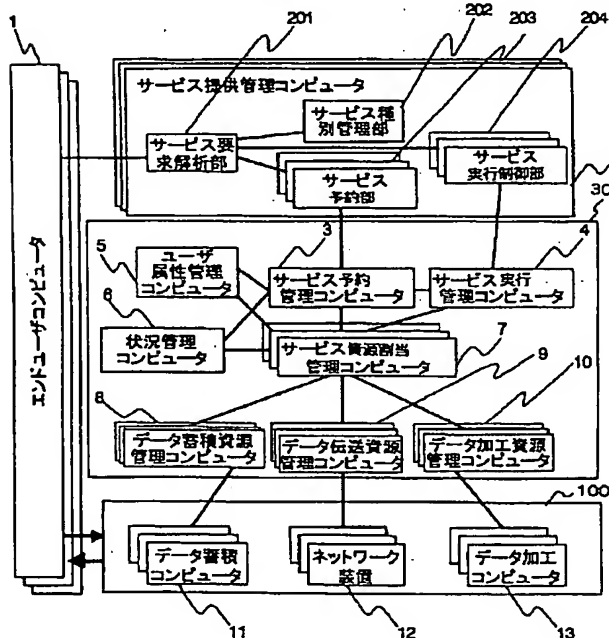 1
201
202
203
204
サービス提供管理コンピュータ
サービス種
別管理部
サービス要
求解析部
サービス
予約部
サービス
実行制御部
30
エンドユーザコンピュータ
3
4
5
ユーザ
属性管理
コンピュータ
サービス予約
管理コンピュータ
サービス実行
管理コンピュータ
6
状況管理
コンピュータ
サービス資源割当
管理コンピュータ
7
8
9
10
データ蓄積資源
管理コンピュータ
データ伝送資源
管理コンピュータ
データ加工資源
管理コンピュータ
100
データ蓄積
コンピュータ
ネットワーク
装置
データ加工
コンピュータ
11
12
13